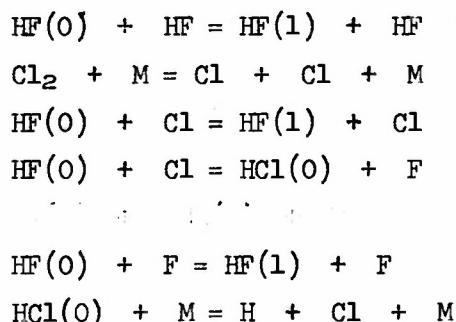 HF(0) + HF = HF(1) + HF
Cl2 + M = Cl + Cl + M
HF(0) + Cl = HF(1) + Cl
HF(0) + Cl = HCl(0) + F
HF(0) + F = HF(1) + F
HCl(0) + M = H + Cl + M